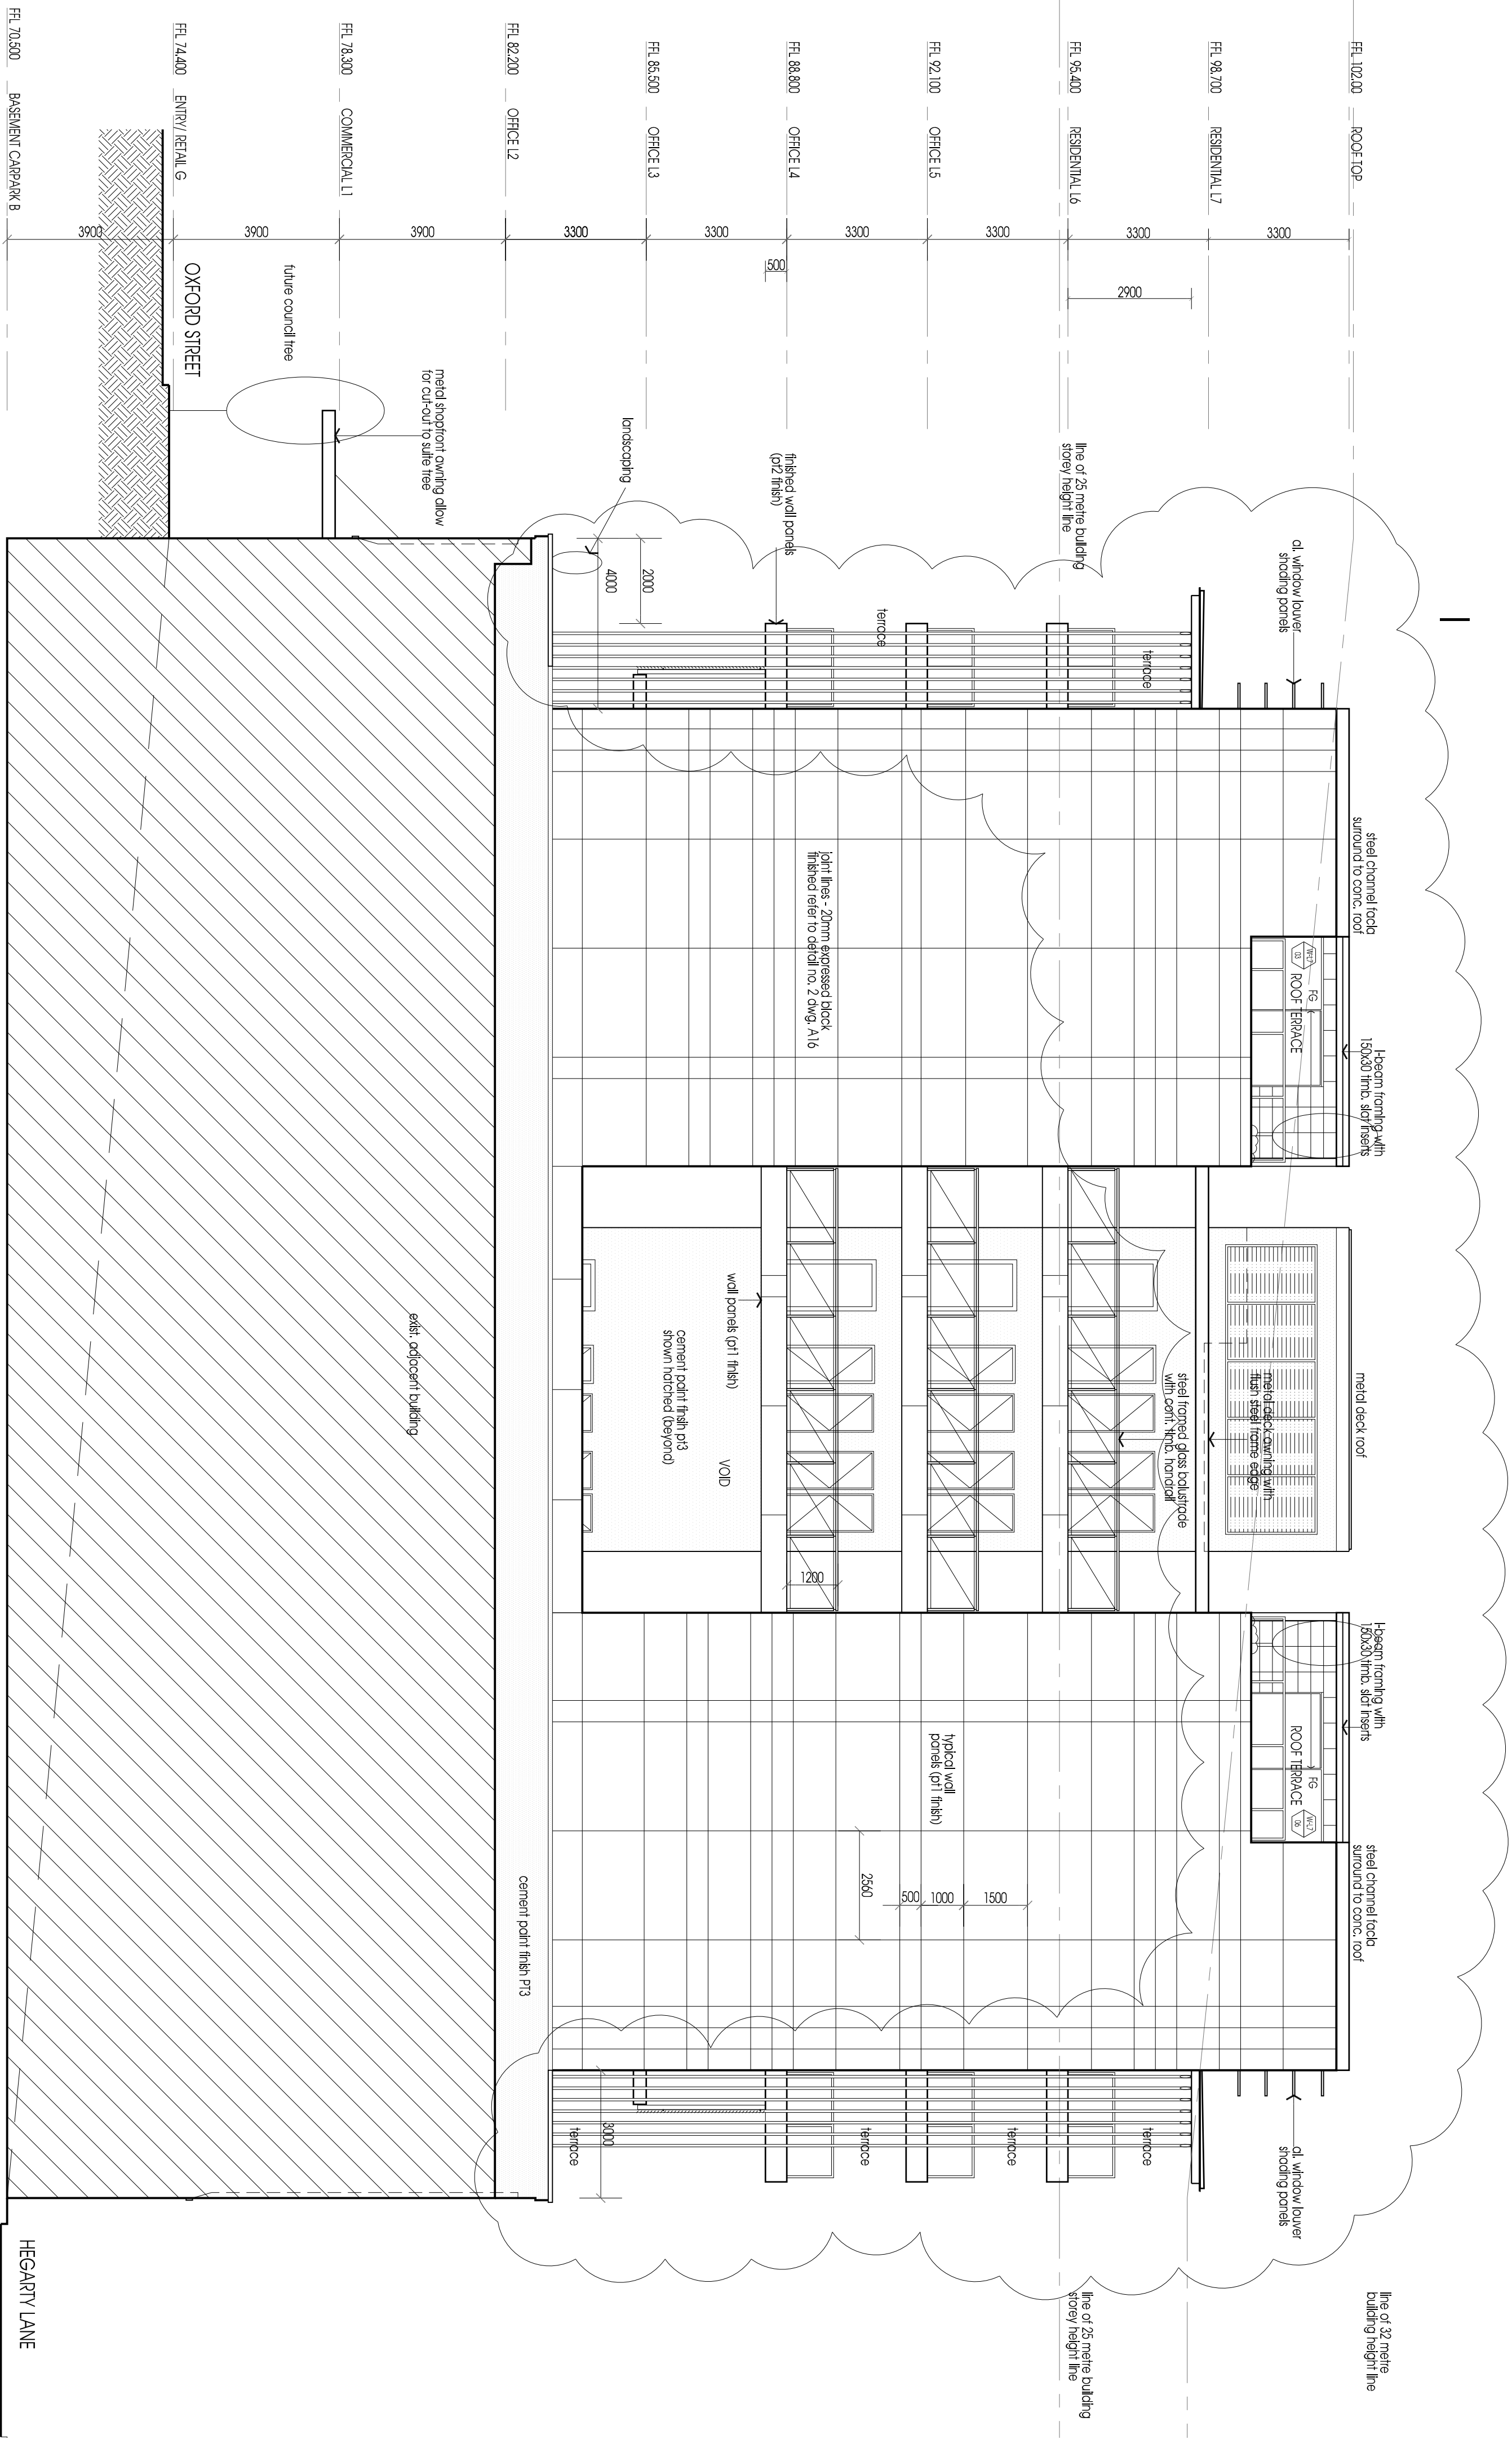 FFL 102.00 ROOF TOP
FFL 98.700 RESIDENTIAL L7
FFL 95.400 RESIDENTIAL L6
FFL 92.100 OFFICE L5
FFL 88.800 OFFICE L4
FFL 85.500 OFFICE L3
FFL 82.200 OFFICE L2
FFL 78.300 COMMERCIAL L1
FFL 74.400 ENTRY/ RETAIL G
FFL 70.500 BASEMENT CARPARK B
3300
3300
3300
3300
3300
3300
3900
3900
3900
2900
500
OXFORD STREET
future council tree
metal shopfront awning allow
for cut-out to suite tree
landscaping
finished wall panels
(pt2 finish)
line of 25 metre building
storey height line
al. window louver
shading panels
2000
4000
terrace
terrace
steel channel facia
surround to conc. roof
joint lines - 20mm expressed black
finished refer to detail no. 2 dwg. A16
W-L7
03
FG
ROOF TERRACE
I-beam framing with
150x30 timb. slat inserts
metal deck roof
metal deck awning with
flush steel frame edge
steel framed glass balustrade
with cont. timb. handrail
wall panels (pt1 finish)
cement paint finsih pt3
shown hatched (beyond)
VOID
1200
exist. adjacent building
I-beam framing with
150x30 timb. slat inserts
FG
ROOF TERRACE
W-L7
06
typical wall
panels (pt1 finish)
steel channel facia
surround to conc. roof
2560
500
1000
1500
cement paint finish PT3
3000
terrace
terrace
terrace
terrace
al. window louver
shading panels
line of 32 metre
building height line
line of 25 metre building
storey height line
HEGARTY LANE